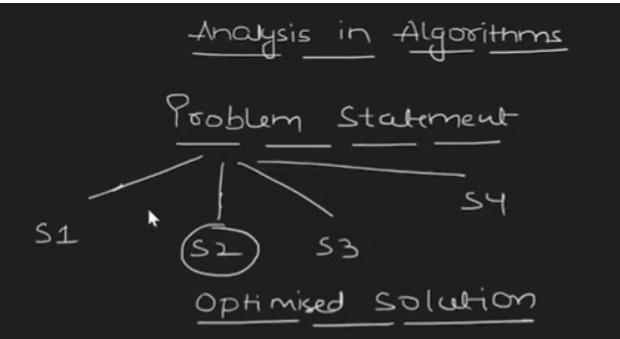 Analysis in Algorithms
Problem Statement
S1 S2 S3 S4
Optimised Solution